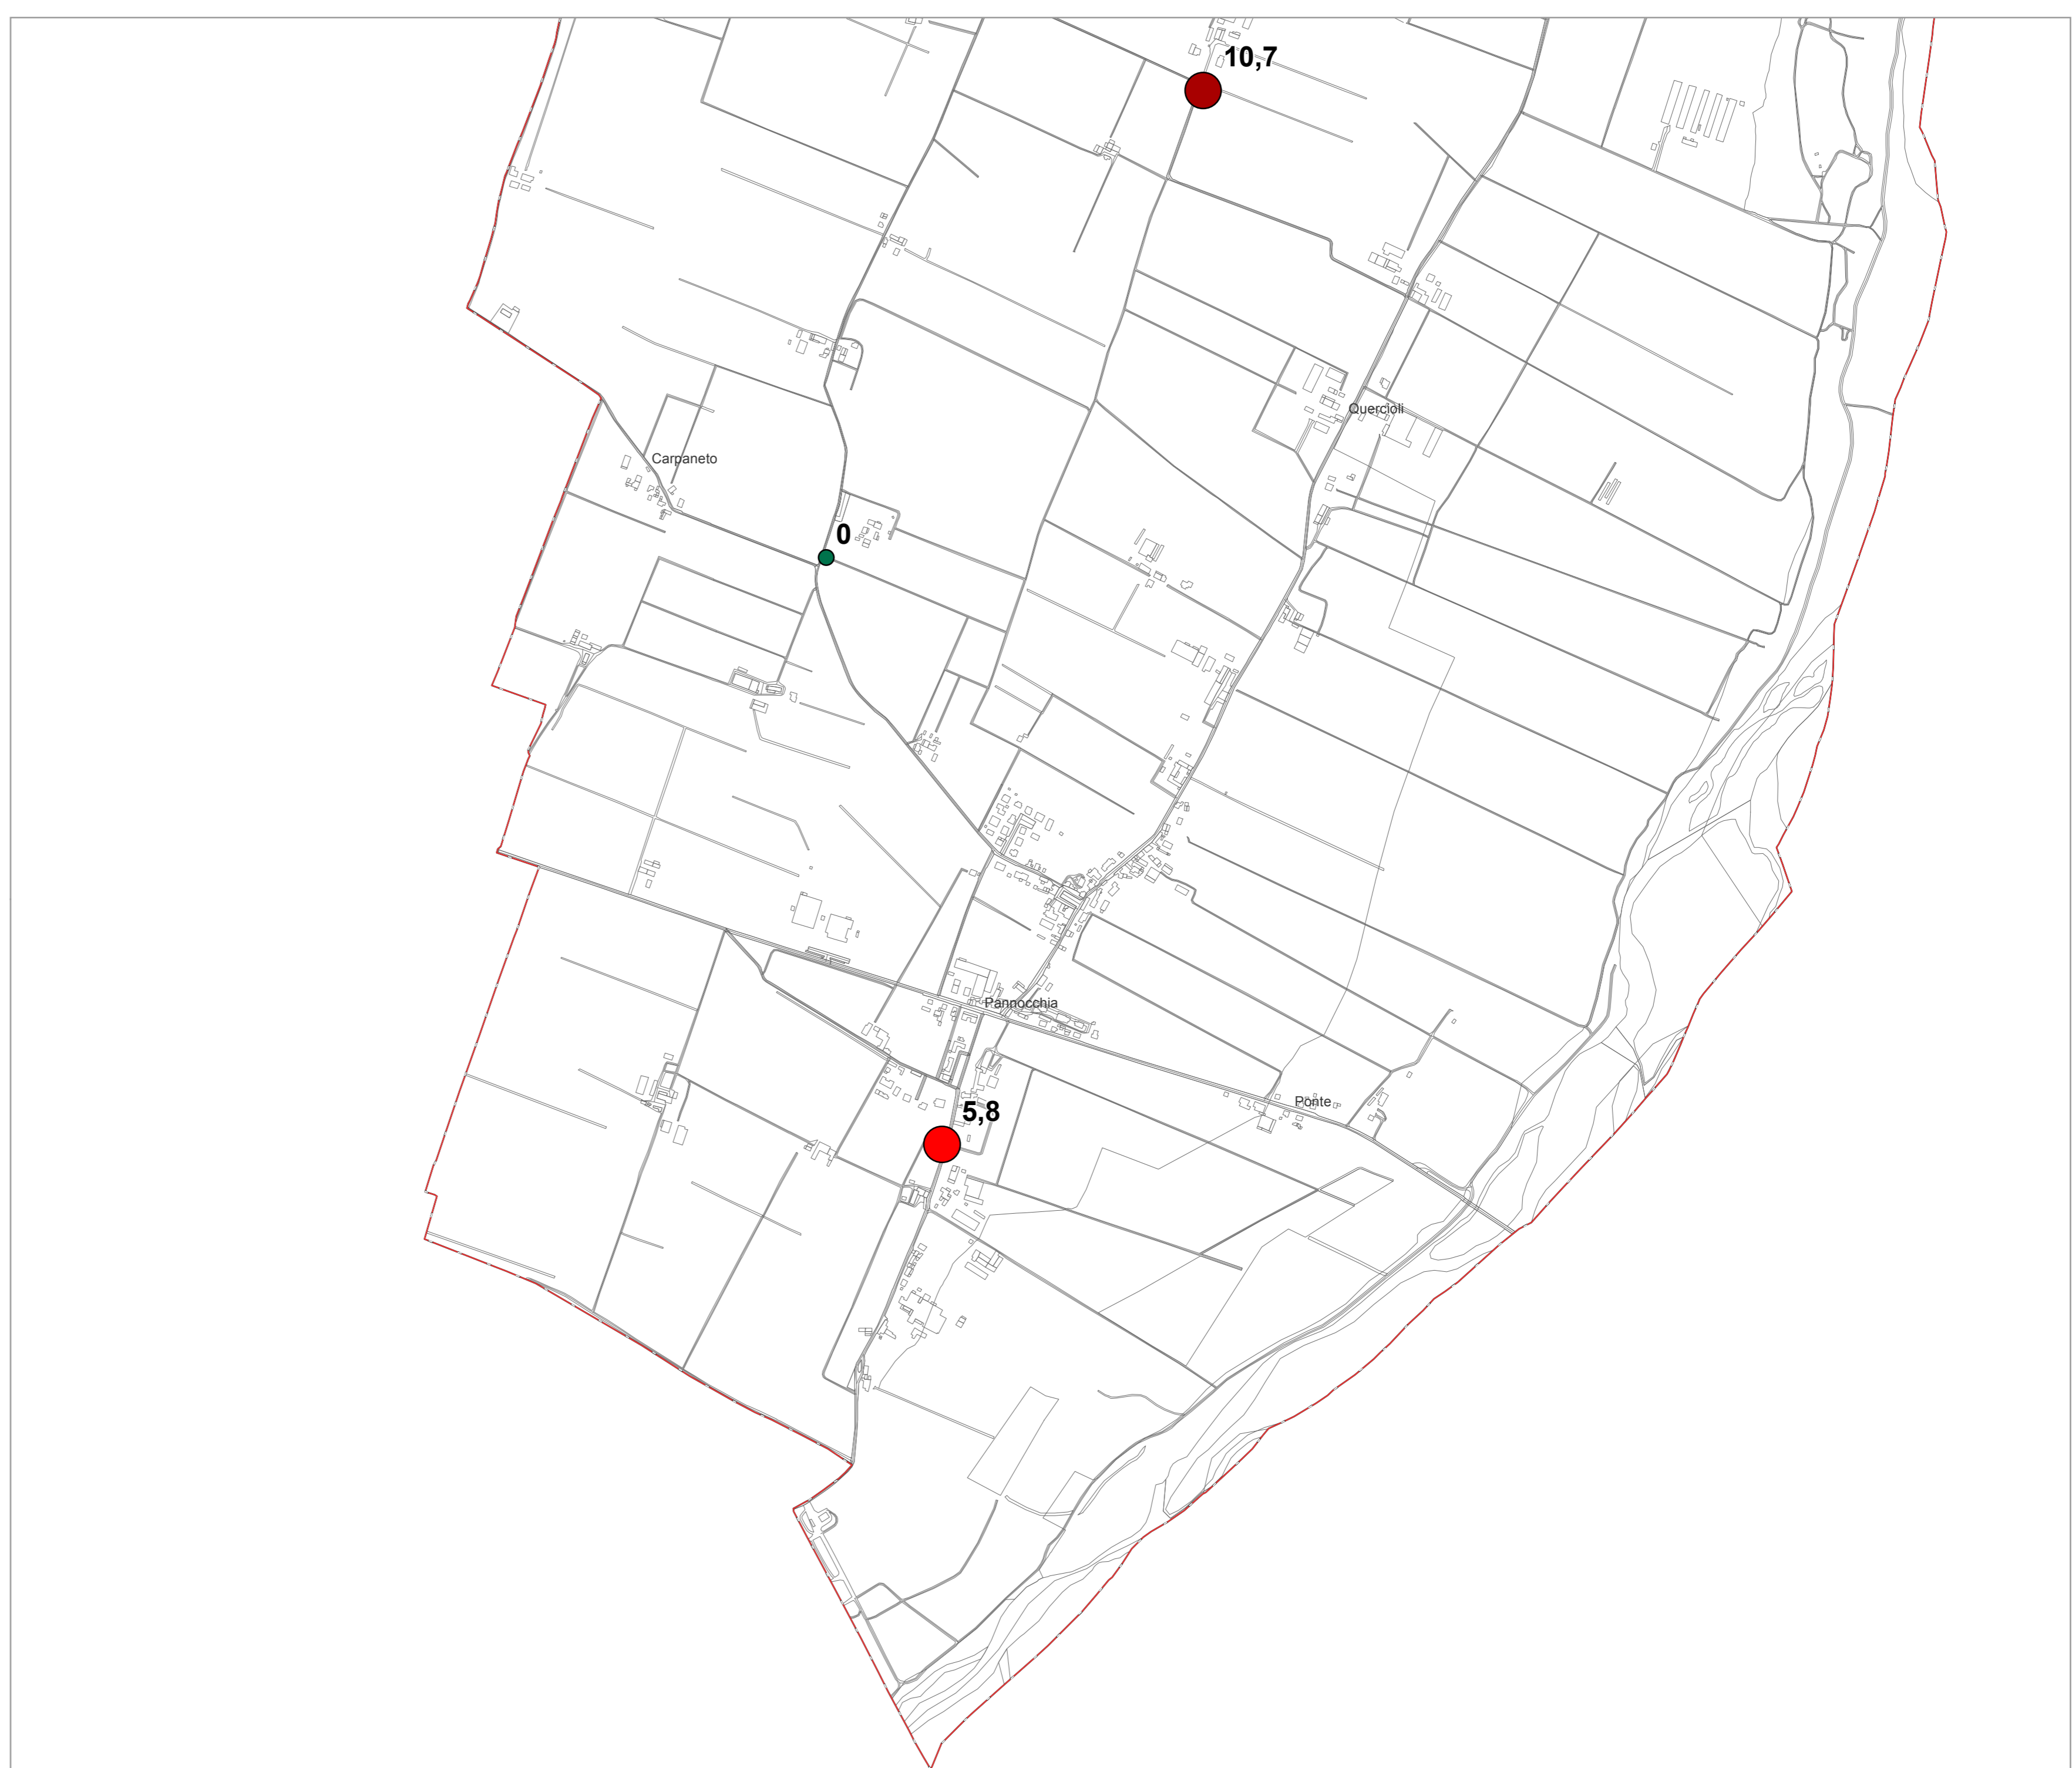 10,7
Quercioli
Carpaneto
0
Pannocchia
Ponte
5,8